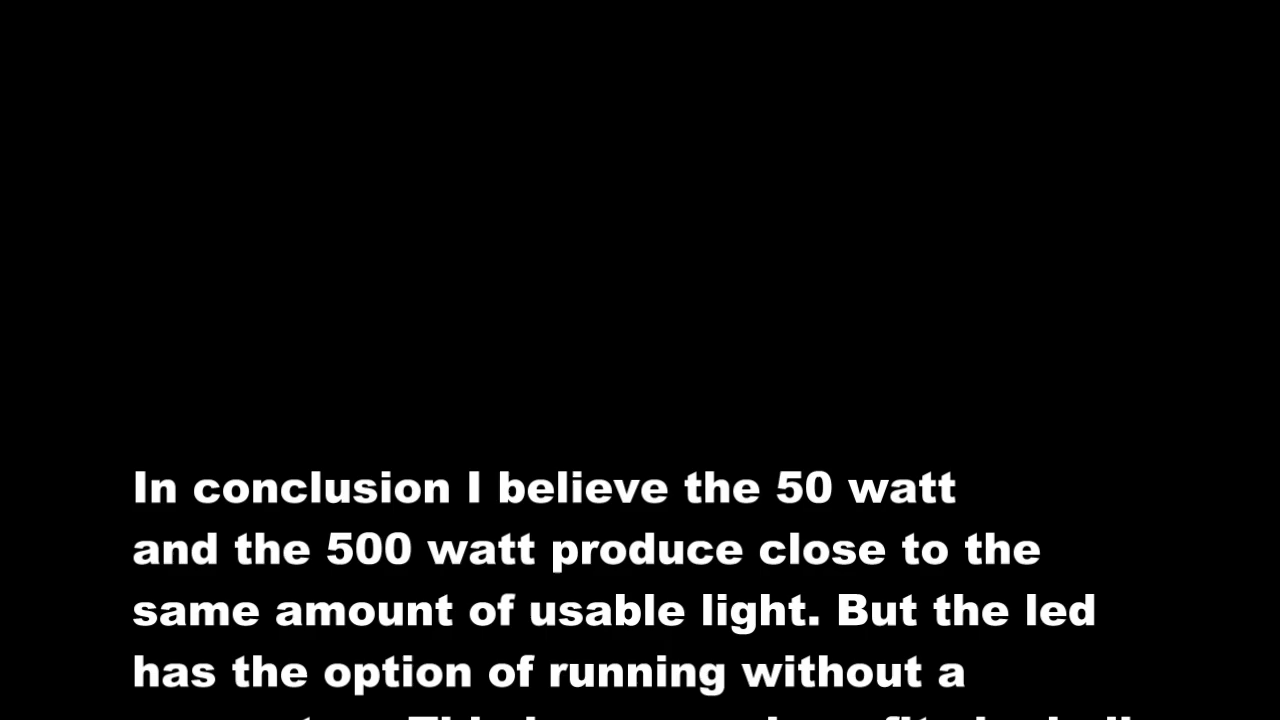 In conclusion I believe the 50 watt
and the 500 watt produce close to the
same amount of usable light. But the led
has the option of running without a